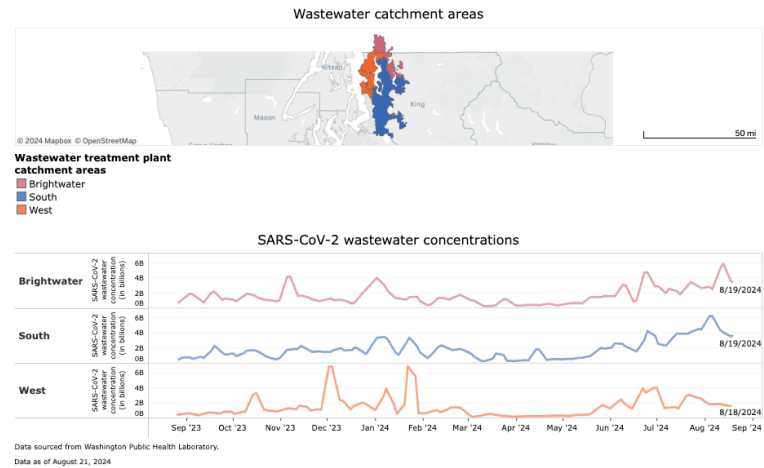 Wastewater catchment areas
Kitsap
King
Mason
© 2024 Mapbox © OpenStreetMap
50 mi
Wastewater treatment plant
catchment areas
Brightwater
South
West
SARS-CoV-2 wastewater concentrations
Brightwater
SARS-CoV-2
wastewater
concentration
(in billions)
6B
4B
2B
0B
8/19/2024
South
SARS-CoV-2
wastewater
concentration
(in billions)
6B
4B
2B
0B
8/19/2024
West
SARS-CoV-2
wastewater
concentration
(in billions)
6B
4B
2B
0B
8/18/2024
Sep '23 Oct '23 Nov '23 Dec '23 Jan '24 Feb '24 Mar '24 Apr '24 May '24 Jun '24 Jul '24 Aug '24 Sep '24
Data sourced from Washington Public Health Laboratory.
Data as of August 21, 2024